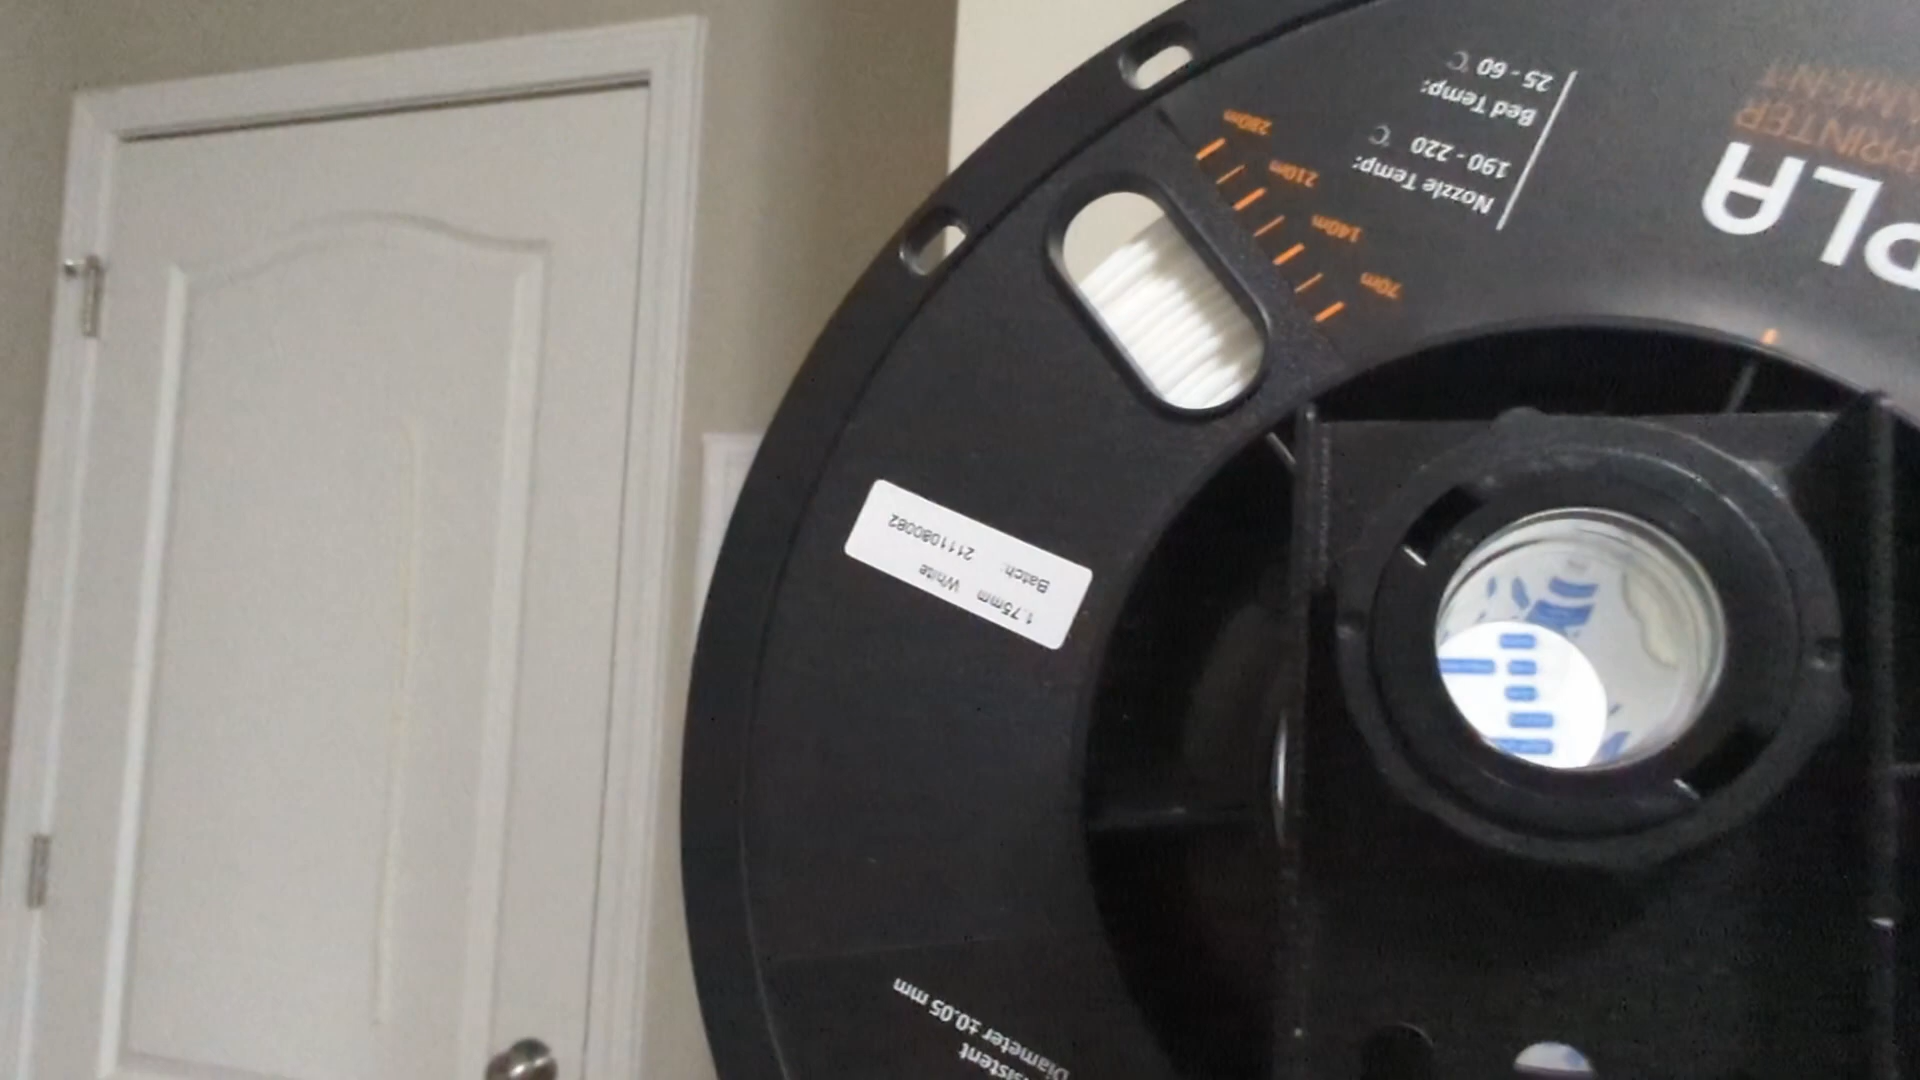 PLA
PRINTER
Nozzle Temp:
190 - 220 ℃
Bed Temp:
25 - 60 ℃
70m
140m
210m
280m
1.75mm White
Batch: 2111080082
Diameter ±0.05 mm